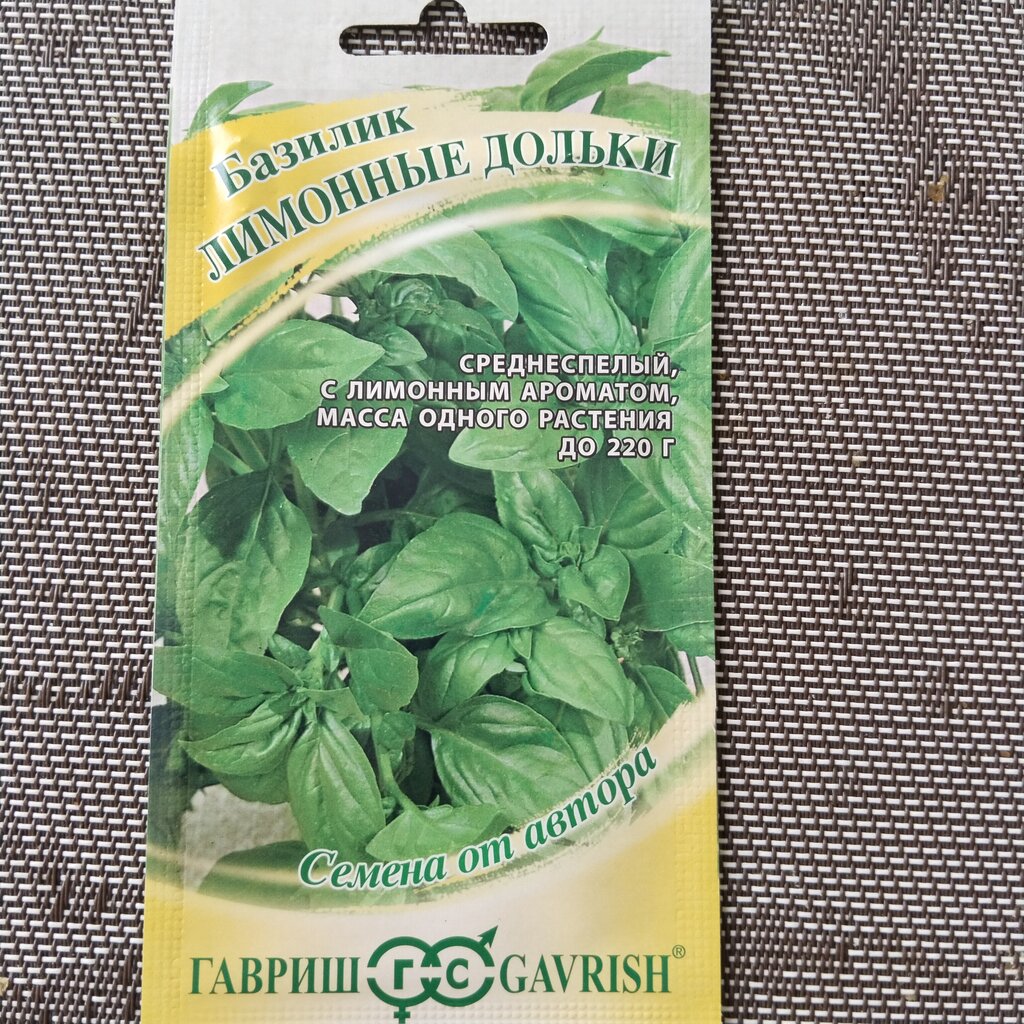 Базилик
ЛИМОННЫЕ ДОЛЬКИ
СРЕДНЕСПЕЛЫЙ,
С ЛИМОННЫМ АРОМАТОМ,
МАССА ОДНОГО РАСТЕНИЯ
ДО 220 Г
Семена от автора
ГАВРИШ ГС GAVRISH®